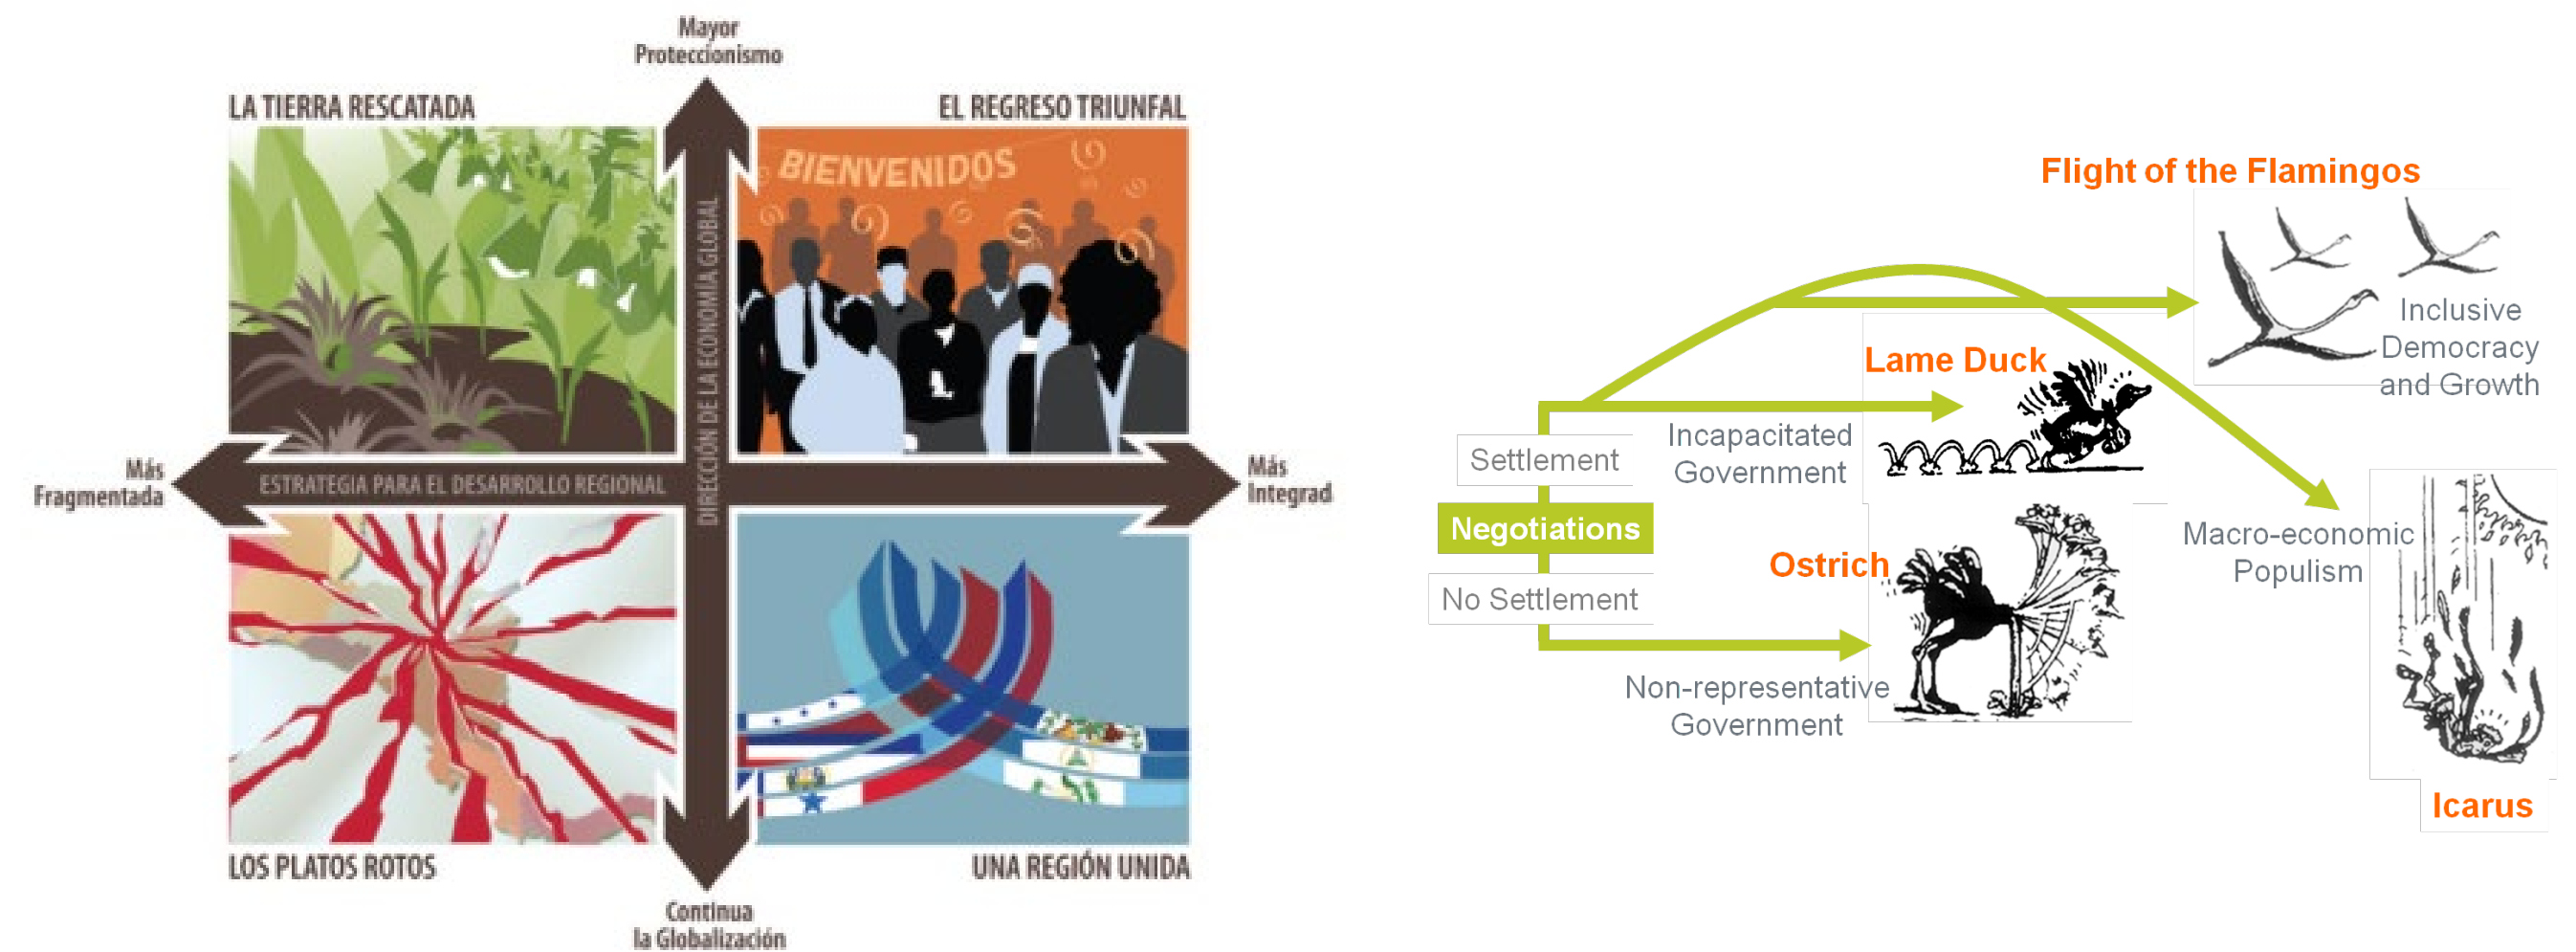 Mayor
Proteccionismo
LA TIERRA RESCATADA
EL REGRESO TRIUNFAL
BIENVENIDOS
DIRECCIÓN DE LA ECONOMÍA GLOBAL
Más
Fragmentada
ESTRATEGIA PARA EL DESARROLLO REGIONAL
Más
Integrad
LOS PLATOS ROTOS
UNA REGIÓN UNIDA
Continua
la Globalización
Flight of the Flamingos
Inclusive
Democracy
and Growth
Lame Duck
Incapacitated
Government
Settlement
Negotiations
No Settlement
Ostrich
Non-representative
Government
Macro-economic
Populism
Icarus